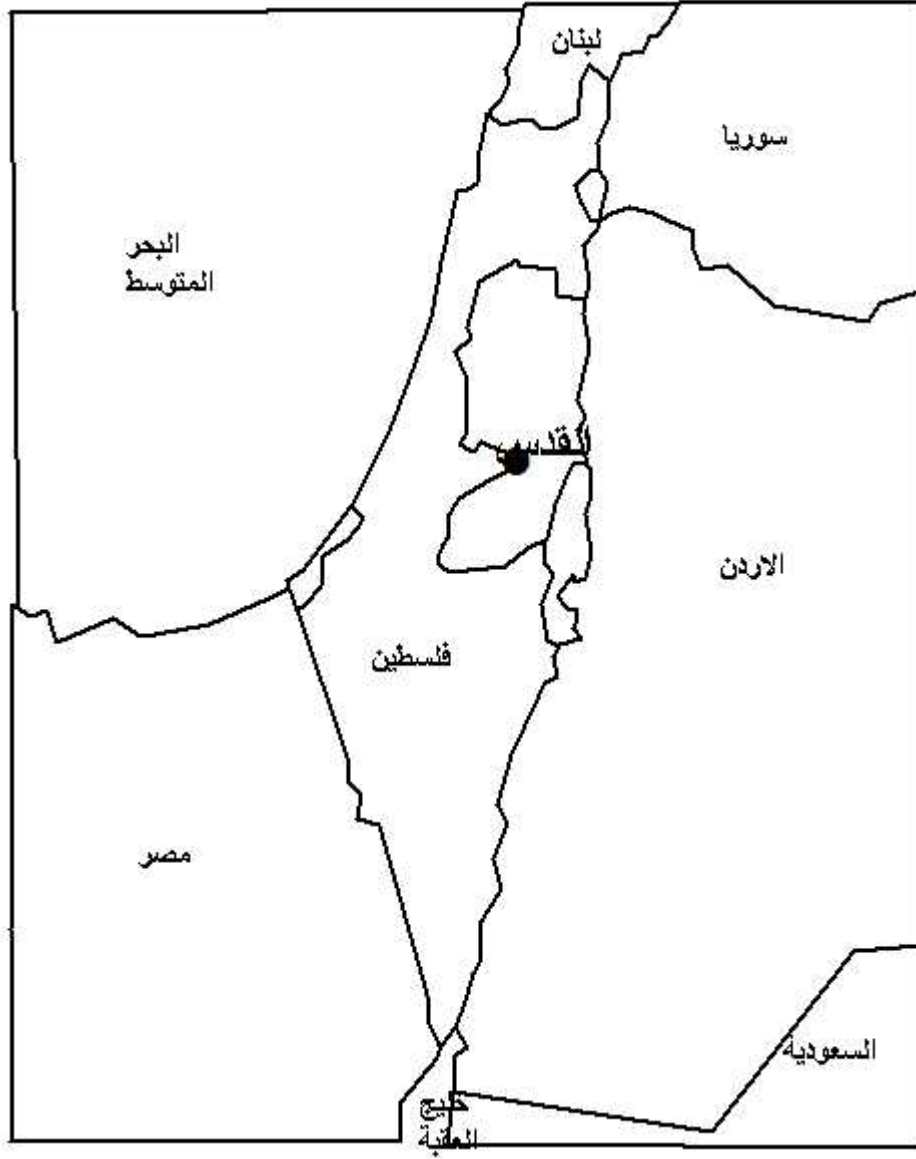 لبنان
سوريا
البحر
المتوسط
القدس
الاردن
فلسطين
مصر
السعودية
خليج
العقبة